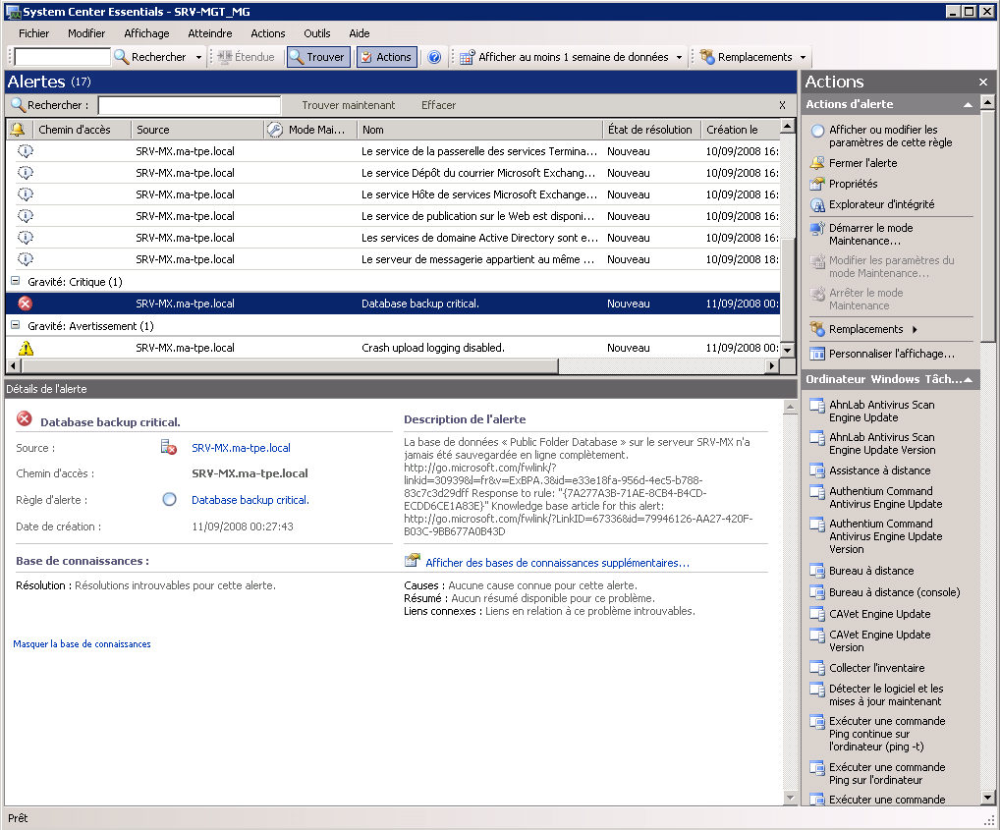 System Center Essentials - SRV-MGT_MG
Fichier Modifier Affichage Atteindre Actions Outils Aide
Rechercher Étendue Trouver Actions Afficher au moins 1 semaine de données Remplacements
Alertes (17)
Rechercher : Trouver maintenant Effacer X
Chemin d'accès Source Mode Mai... Nom État de résolution Création le
SRV-MX.ma-tpe.local Le service de la passerelle des services Termina... Nouveau 10/09/2008 16:
SRV-MX.ma-tpe.local Le service Dépôt du courrier Microsoft Exchang... Nouveau 10/09/2008 16:
SRV-MX.ma-tpe.local Le service Hôte de services Microsoft Exchange... Nouveau 10/09/2008 16:
SRV-MX.ma-tpe.local Le service de publication sur le Web est disponi... Nouveau 10/09/2008 16:
SRV-MX.ma-tpe.local Les services de domaine Active Directory sont e... Nouveau 10/09/2008 16:
SRV-MX.ma-tpe.local Le serveur de messagerie appartient au même ... Nouveau 10/09/2008 18:
Gravité: Critique (1)
SRV-MX.ma-tpe.local Database backup critical. Nouveau 11/09/2008 00:
Gravité: Avertissement (1)
SRV-MX.ma-tpe.local Crash upload logging disabled. Nouveau 11/09/2008 00:
Détails de l'alerte
Database backup critical.
Source : SRV-MX.ma-tpe.local
Chemin d'accès : SRV-MX.ma-tpe.local
Règle d'alerte : Database backup critical.
Date de création : 11/09/2008 00:27:43
Description de l'alerte
La base de données « Public Folder Database » sur le serveur SRV-MX n'a
jamais été sauvegardée en ligne complètement.
http://go.microsoft.com/fwlink/?
linkid=30939&l=fr&v=ExBPA.3&id=e33e18fa-956d-4ec5-b788-
83c7c3d29dff Response to rule: "{7A277A3B-71AE-8CB4-B4CD-
ECDD6CE1A83E}" Knowledge base article for this alert:
http://go.microsoft.com/fwlink/?LinkID=67336&id=79946126-AA27-420F-
B03C-9BB677A0B43D
Base de connaissances :
Afficher des bases de connaissances supplémentaires...
Résolution : Résolutions introuvables pour cette alerte.
Causes : Aucune cause connue pour cette alerte.
Résumé : Aucun résumé disponible pour ce problème.
Liens connexes : Liens en relation à ce problème introuvables.
Masquer la base de connaissances
Actions
Actions d'alerte
Afficher ou modifier les
paramètres de cette règle
Fermer l'alerte
Propriétés
Explorateur d'intégrité
Démarrer le mode
Maintenance...
Modifier les paramètres du
mode Maintenance...
Arrêter le mode
Maintenance
Remplacements
Personnaliser l'affichage...
Ordinateur Windows Tâch...
AhnLab Antivirus Scan
Engine Update
AhnLab Antivirus Scan
Engine Update Version
Assistance à distance
Authentium Command
Antivirus Engine Update
Authentium Command
Antivirus Engine Update
Version
Bureau à distance
Bureau à distance (console)
CAVet Engine Update
CAVet Engine Update
Version
Collecter l'inventaire
Détecter le logiciel et les
mises à jour maintenant
Exécuter une commande
Ping continue sur
l'ordinateur (ping -t)
Exécuter une commande
Ping sur l'ordinateur
Exécuter une commande
Prêt